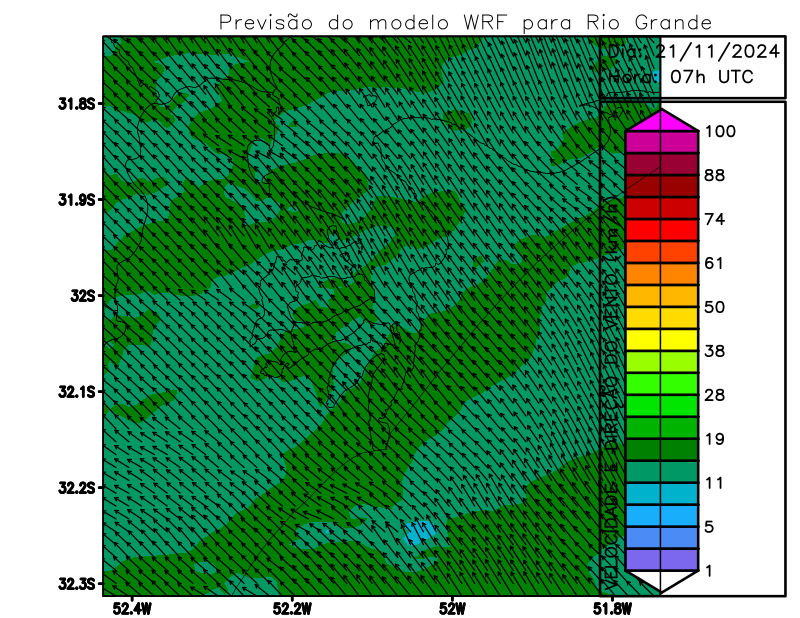 Previsão do modelo WRF para Rio Grande
Dia: 21/11/2024
Hora: 07h UTC
31.8S
31.9S
32S
32.1S
32.2S
32.3S
52.4W
52.2W
52W
51.8W
VELOCIDADE E DIREÇÃO DO VENTO (km/h)
100
88
74
61
50
38
28
19
11
5
1